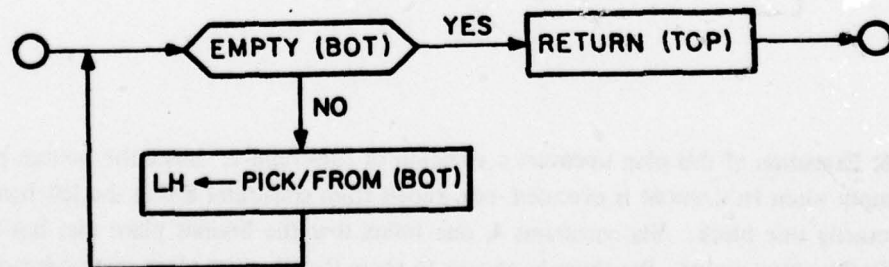 EMPTY (BOT)
YES
RETURN (TOP)
NO
LH ← PICK/FROM (BOT)